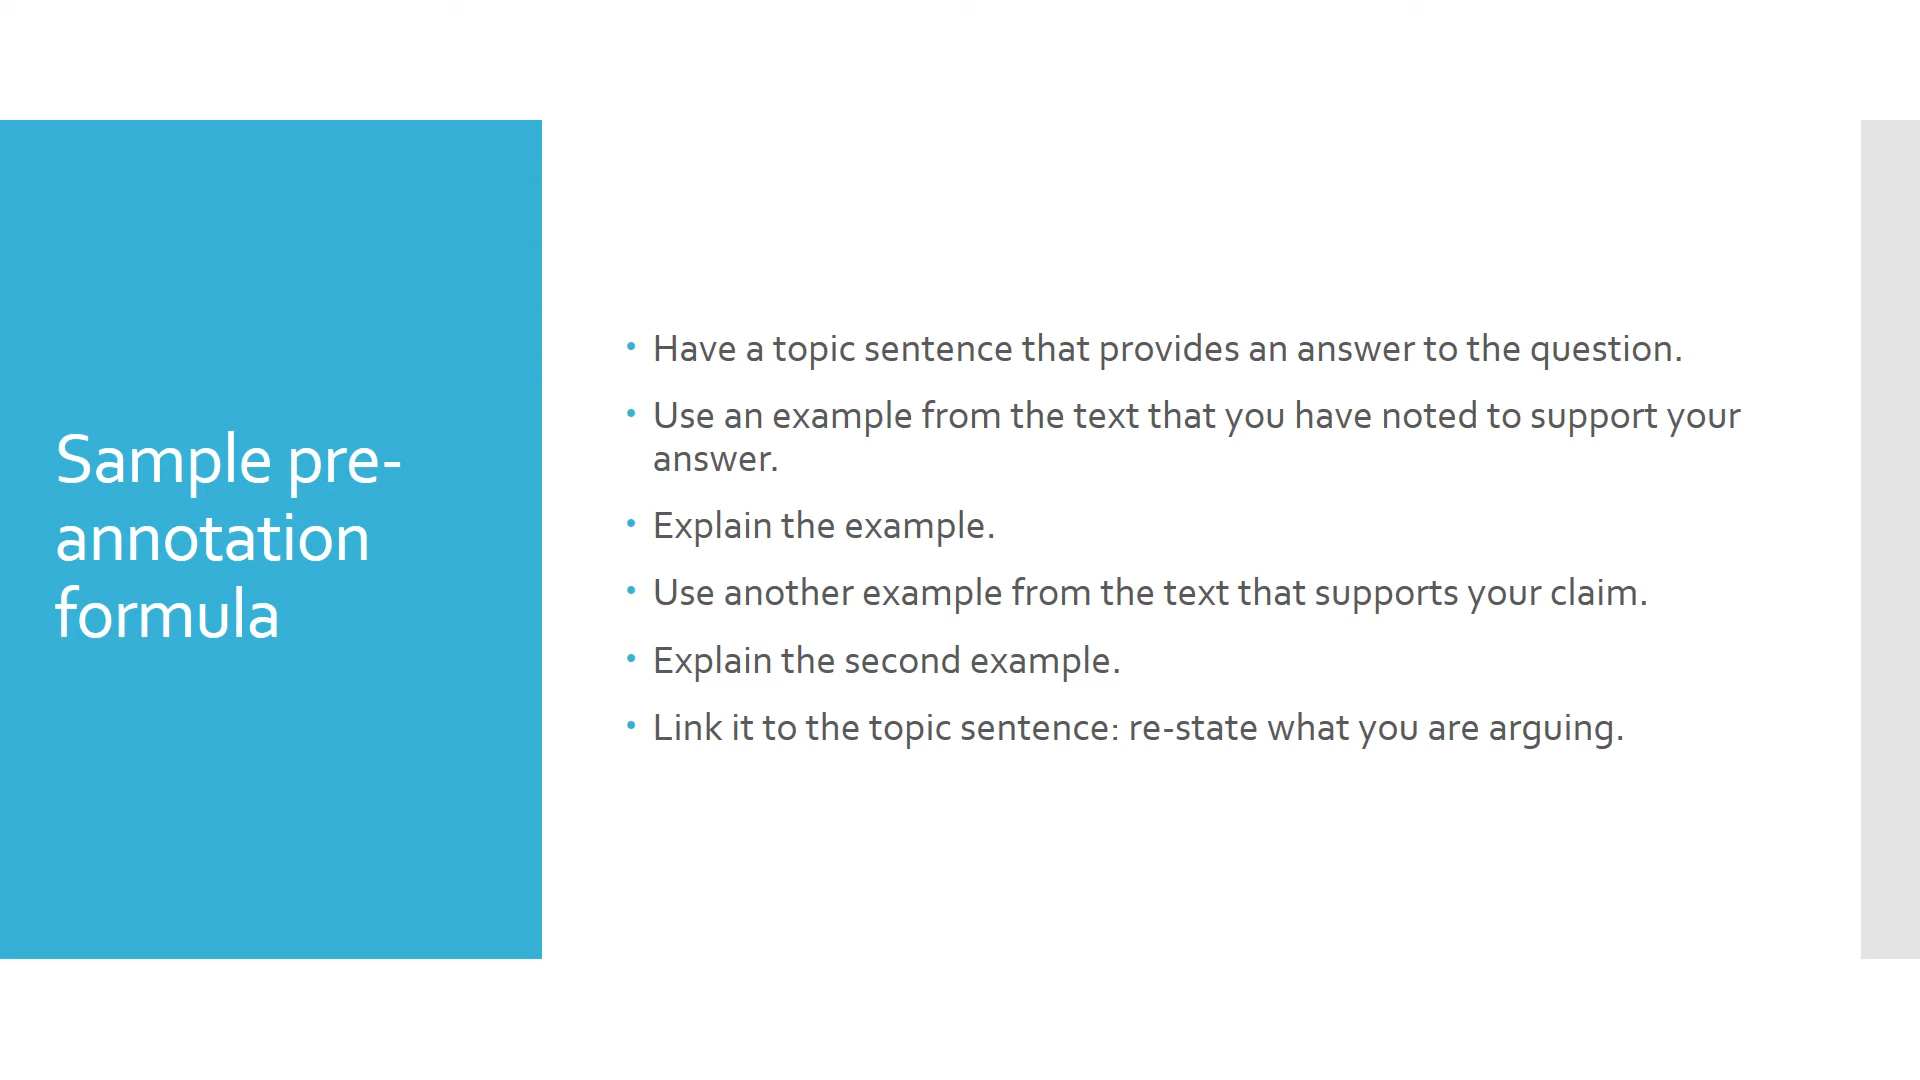 Sample pre-
annotation
formula
• Have a topic sentence that provides an answer to the question.
• Use an example from the text that you have noted to support your
answer.
• Explain the example.
• Use another example from the text that supports your claim.
• Explain the second example.
• Link it to the topic sentence: re-state what you are arguing.